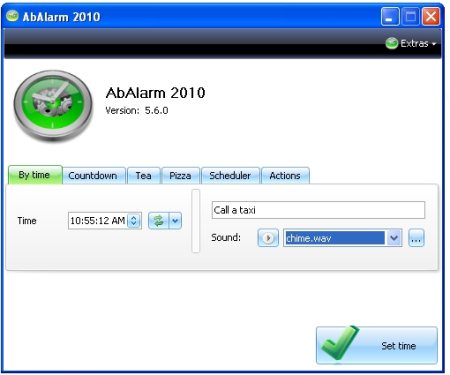 AbAlarm 2010
Extras
AbAlarm 2010
Version: 5.6.0
By time Countdown Tea Pizza Scheduler Actions
Call a taxi
Time 10:55:12 AM
Sound: chime.wav ...
Set time